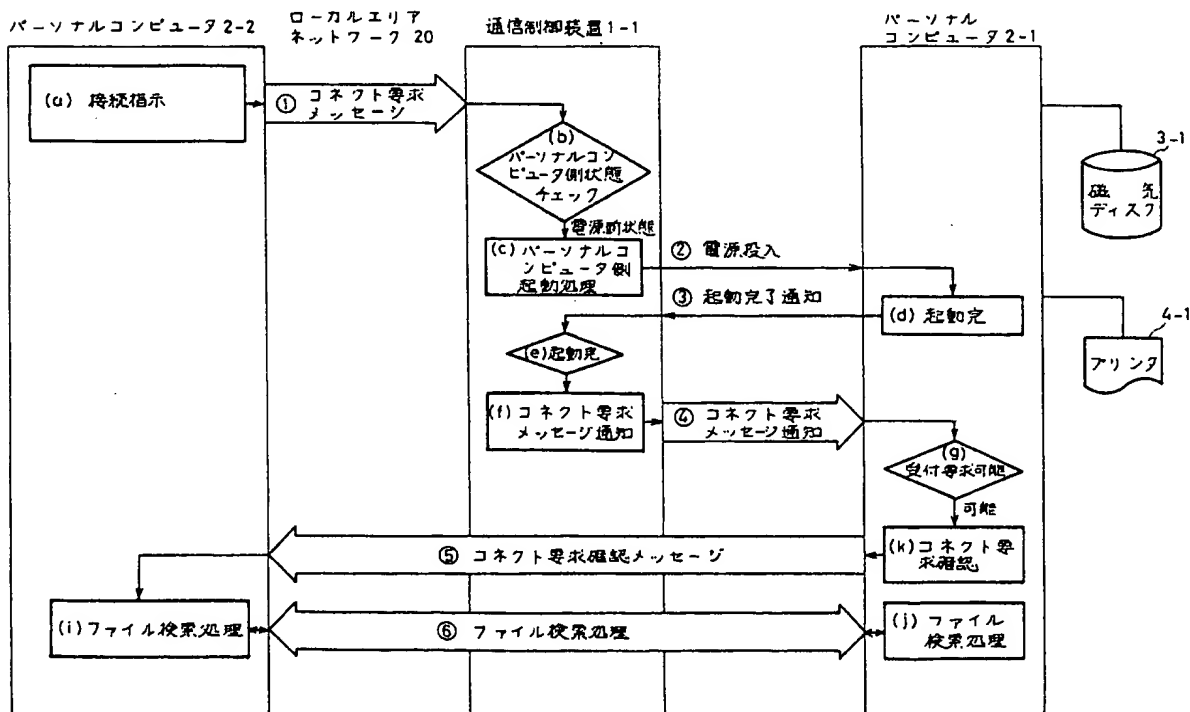 パーソナルコンピュータ2-2
ローカルエリア
ネットワーク 20
通信制御装置1-1
パーソナル
コンピュータ2-1
(a) 接続指示
① コネクト要求
メッセージ
(b)
パーソナルコン
ピュータ側状態
チェック
電源断状態
3-1
磁 気
ディスク
(c) パーソナルコ
ンピュータ側
起動処理
② 電源投入
③ 起動完了通知
(d) 起動完
(e)起動完
4-1
プリンタ
(f) コネクト要求
メッセージ通知
④ コネクト要求
メッセージ通知
(g)
受付要求可能
可能
⑤ コネクト要求確認メッセージ
(k)コネクト要
求確認
(i)ファイル検索処理
⑥ ファイル検索処理
(j) ファイル
検索処理